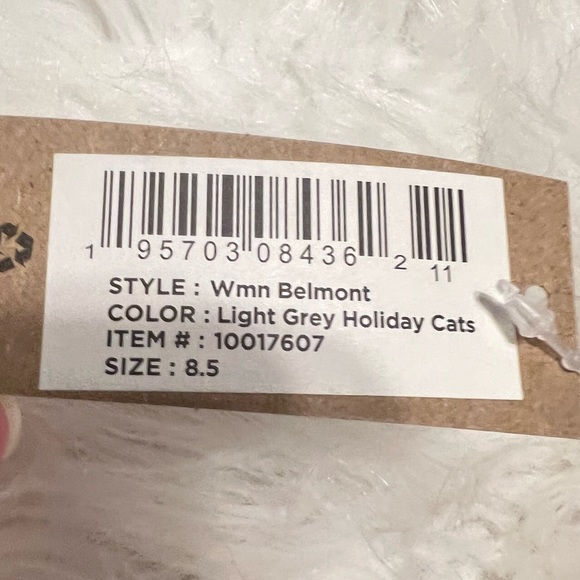 1 95703 08436 2 11
STYLE : Wmn Belmont
COLOR : Light Grey Holiday Cats
ITEM # : 10017607
SIZE : 8.5